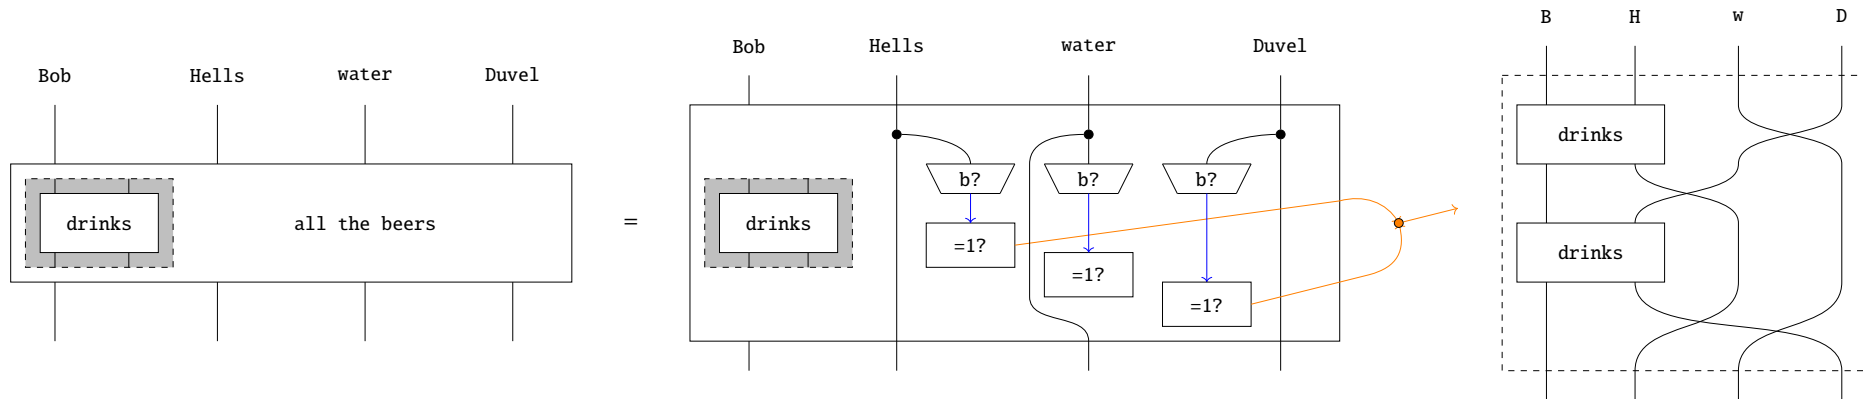 Bob Hells water Duvel
drinks all the beers
=
Bob Hells water Duvel
drinks
b? b? b?
=1?
=1?
=1?
B H w D
drinks
drinks